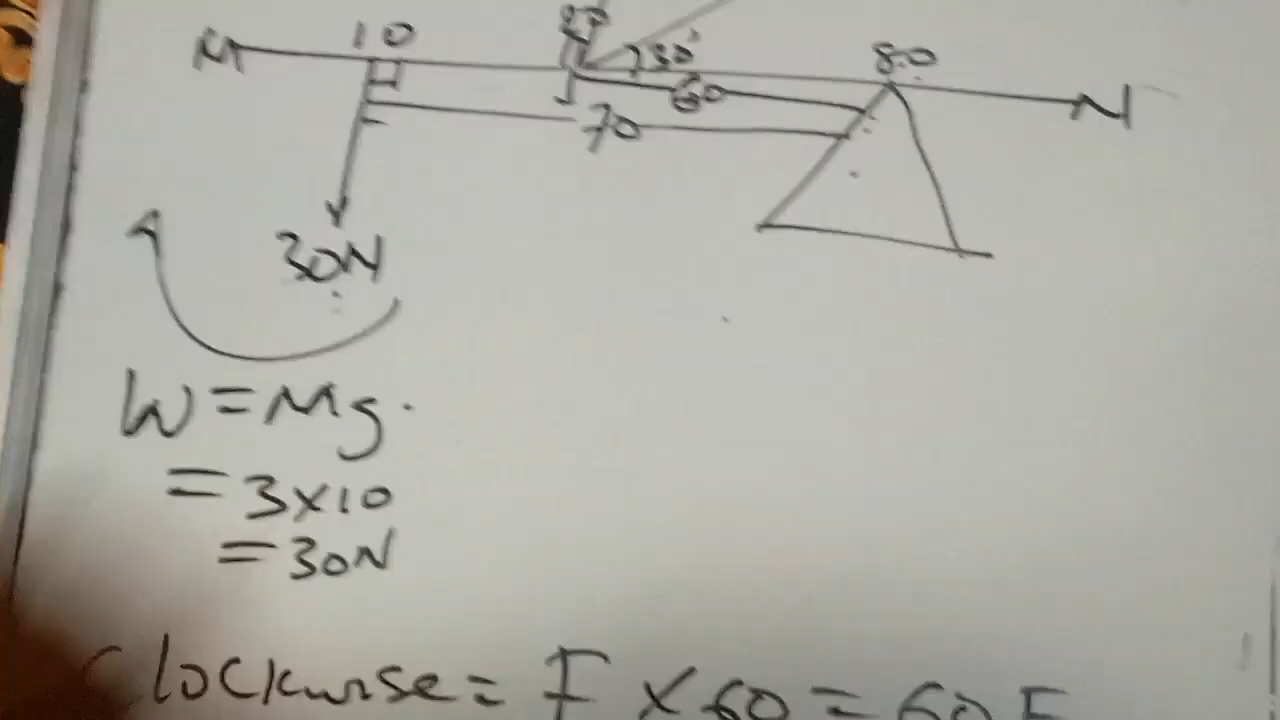 M 10 20 30° 80 N
60
70
30N
W = Mg.
= 3×10
= 30N
Clockwise = F × 60 = 60F